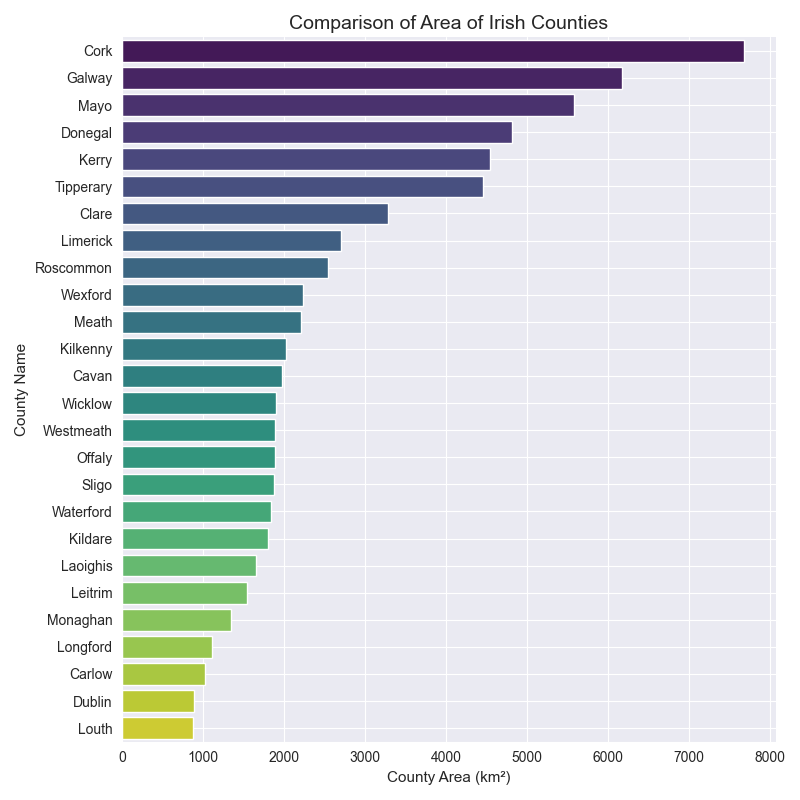 Comparison of Area of Irish Counties
County Name
Cork
Galway
Mayo
Donegal
Kerry
Tipperary
Clare
Limerick
Roscommon
Wexford
Meath
Kilkenny
Cavan
Wicklow
Westmeath
Offaly
Sligo
Waterford
Kildare
Laoighis
Leitrim
Monaghan
Longford
Carlow
Dublin
Louth
0 1000 2000 3000 4000 5000 6000 7000 8000
County Area (km²)